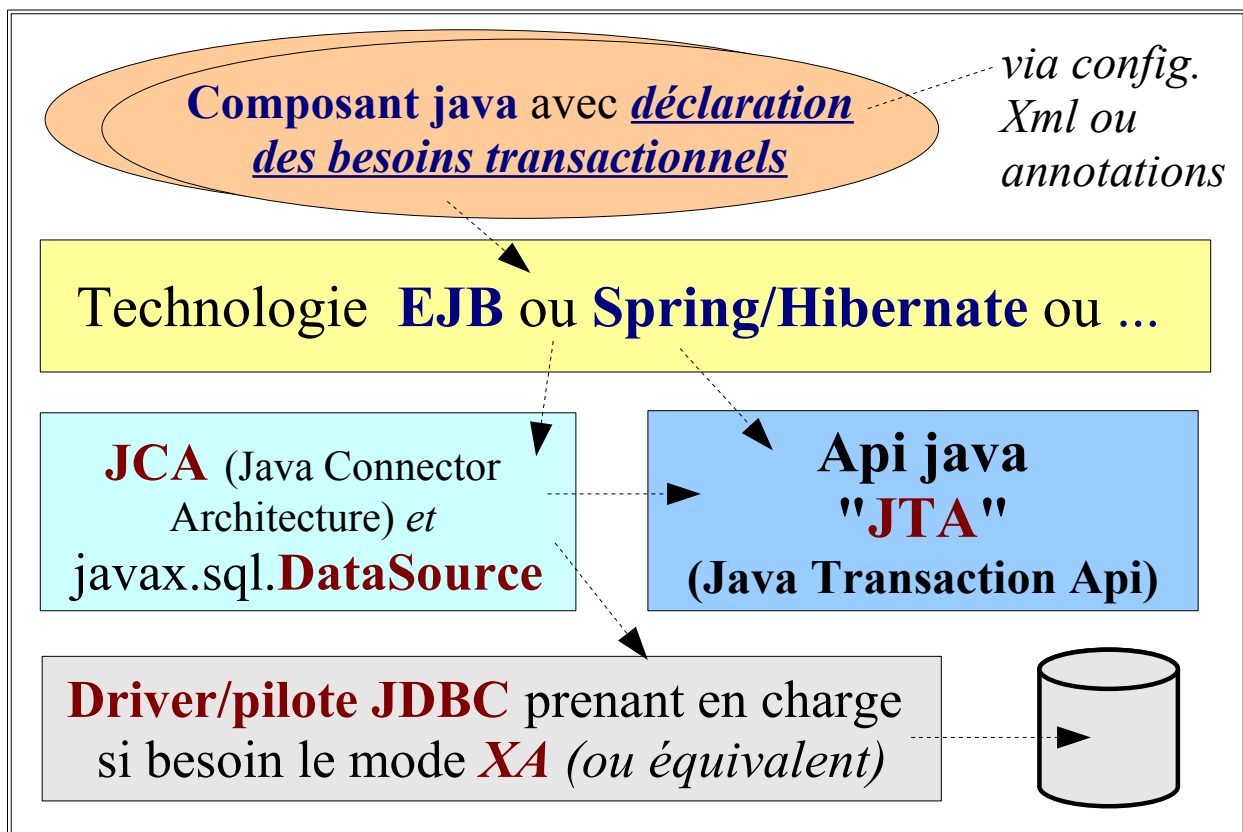 Composant java avec déclaration
des besoins transactionnels
via config.
Xml ou
annotations
Technologie EJB ou Spring/Hibernate ou ...
JCA (Java Connector
Architecture) et
javax.sql.DataSource
Api java
"JTA"
(Java Transaction Api)
Driver/pilote JDBC prenant en charge
si besoin le mode XA (ou équivalent)